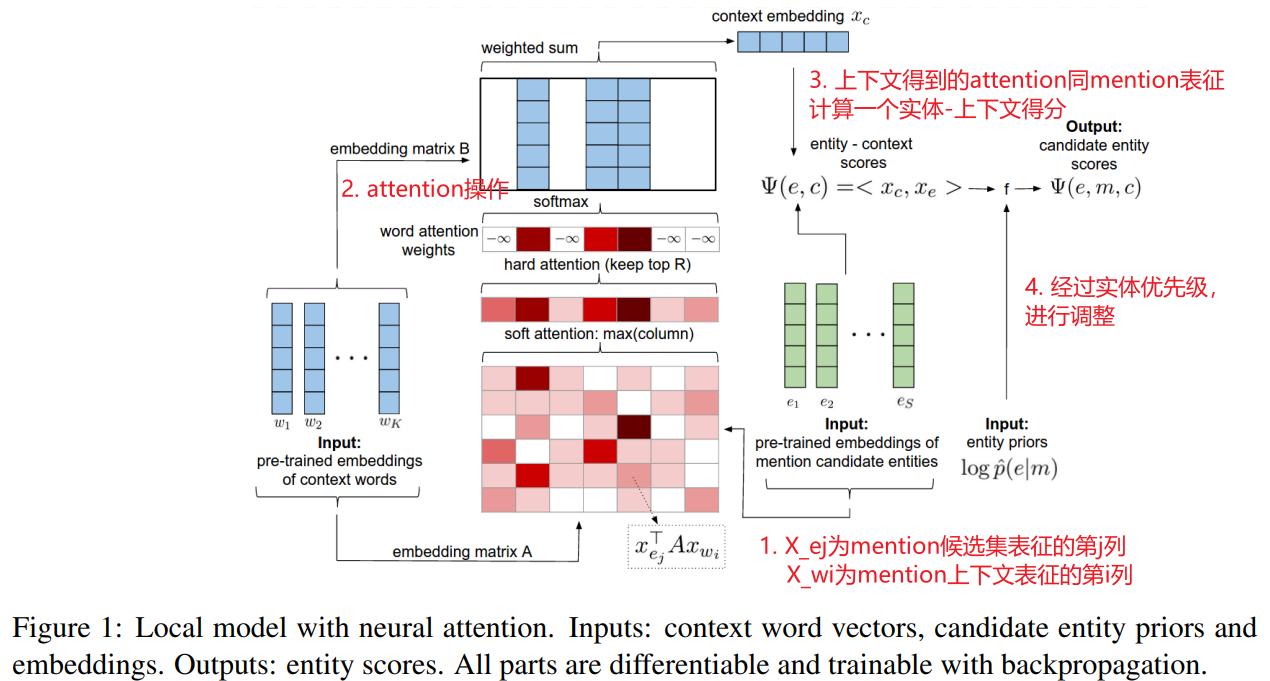 context embedding x_c
weighted sum
3. 上下文得到的attention同mention表征
计算一个实体-上下文得分
Output:
candidate entity
scores
entity - context
scores
embedding matrix B
2. attention操作
Ψ(e, c) =< x_c, x_e >
f
Ψ(e, m, c)
softmax
word attention
weights
−∞ −∞ −∞ −∞
hard attention (keep top R)
4. 经过实体优先级，
进行调整
soft attention: max(column)
w_1 w_2 ... w_K
e_1 e_2 ... e_S
Input:
pre-trained embeddings
of context words
Input:
pre-trained embeddings of
mention candidate entities
Input:
entity priors
log p̂(e|m)
embedding matrix A
x_{e_j}^⊤ A x_{w_i}
1. X_ej为mention候选集表征的第j列
X_wi为mention上下文表征的第i列
Figure 1: Local model with neural attention. Inputs: context word vectors, candidate entity priors and
embeddings. Outputs: entity scores. All parts are differentiable and trainable with backpropagation.